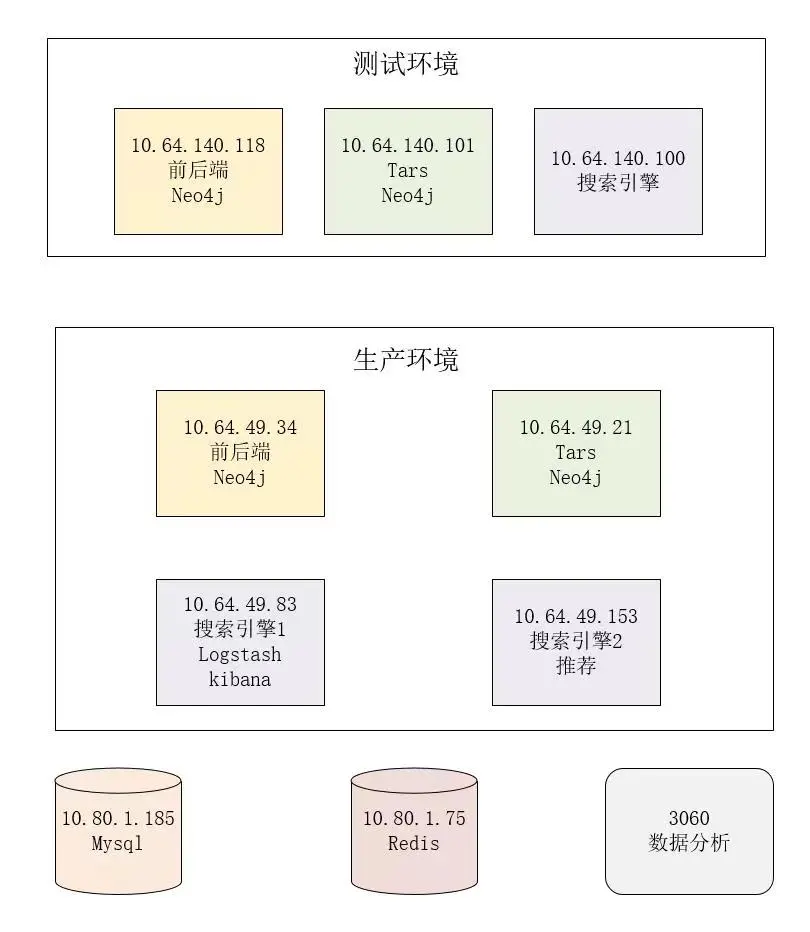 测试环境
10.64.140.118
前后端
Neo4j
10.64.140.101
Tars
Neo4j
10.64.140.100
搜索引擎
生产环境
10.64.49.34
前后端
Neo4j
10.64.49.21
Tars
Neo4j
10.64.49.83
搜索引擎1
Logstash
kibana
10.64.49.153
搜索引擎2
推荐
10.80.1.185
Mysql
10.80.1.75
Redis
3060
数据分析